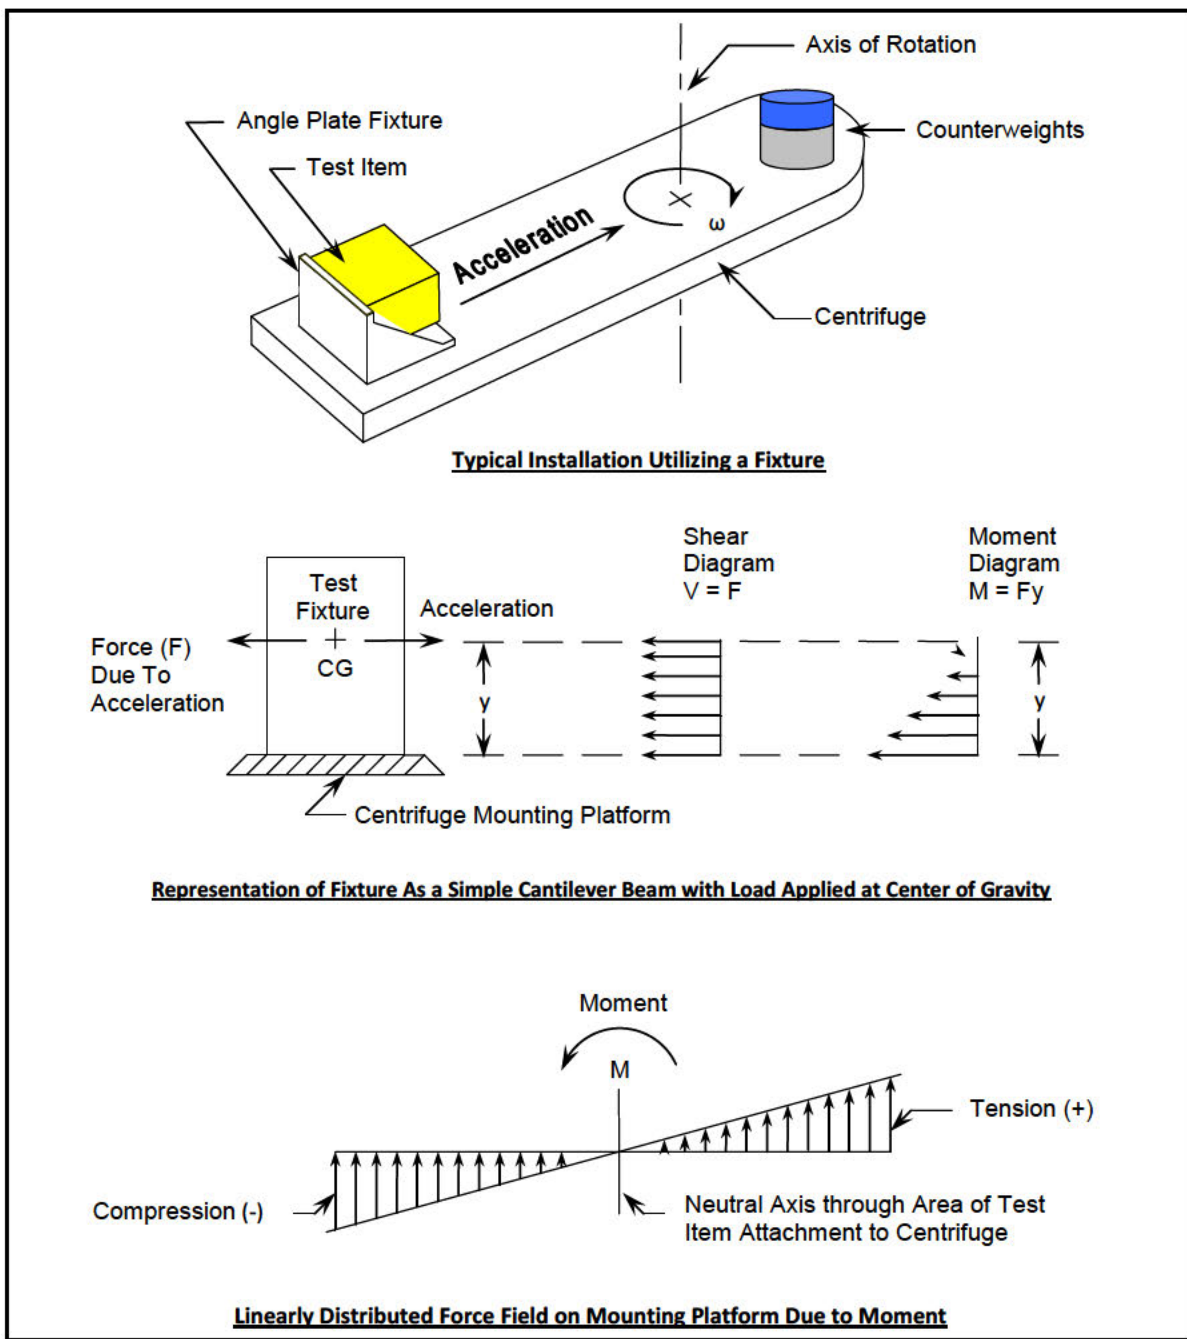 Axis of Rotation
Angle Plate Fixture
Counterweights
Test Item
Acceleration
ω
Centrifuge
Typical Installation Utilizing a Fixture
Shear
Diagram
V = F
Moment
Diagram
M = Fy
Test
Fixture
Acceleration
Force (F)
Due To
Acceleration
CG
y
y
Centrifuge Mounting Platform
Representation of Fixture As a Simple Cantilever Beam with Load Applied at Center of Gravity
Moment
M
Tension (+)
Compression (-)
Neutral Axis through Area of Test
Item Attachment to Centrifuge
Linearly Distributed Force Field on Mounting Platform Due to Moment